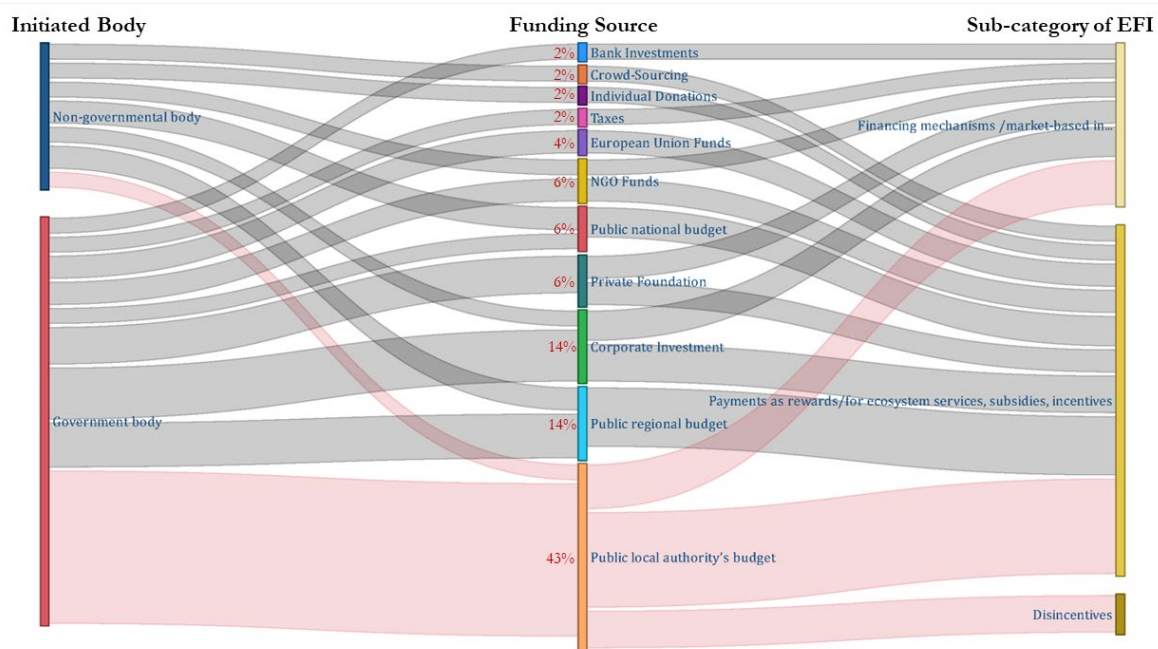 Initiated Body
Funding Source
Sub-category of EFI
Non-governmental body
Government body
2% Bank Investments
2% Crowd-Sourcing
2% Individual Donations
2% Taxes
4% European Union Funds
6% NGO Funds
6% Public national budget
6% Private Foundation
14% Corporate Investment
14% Public regional budget
43% Public local authority's budget
Financing mechanisms /market-based in...
Payments as rewards/for ecosystem services, subsidies, incentives
Disincentives